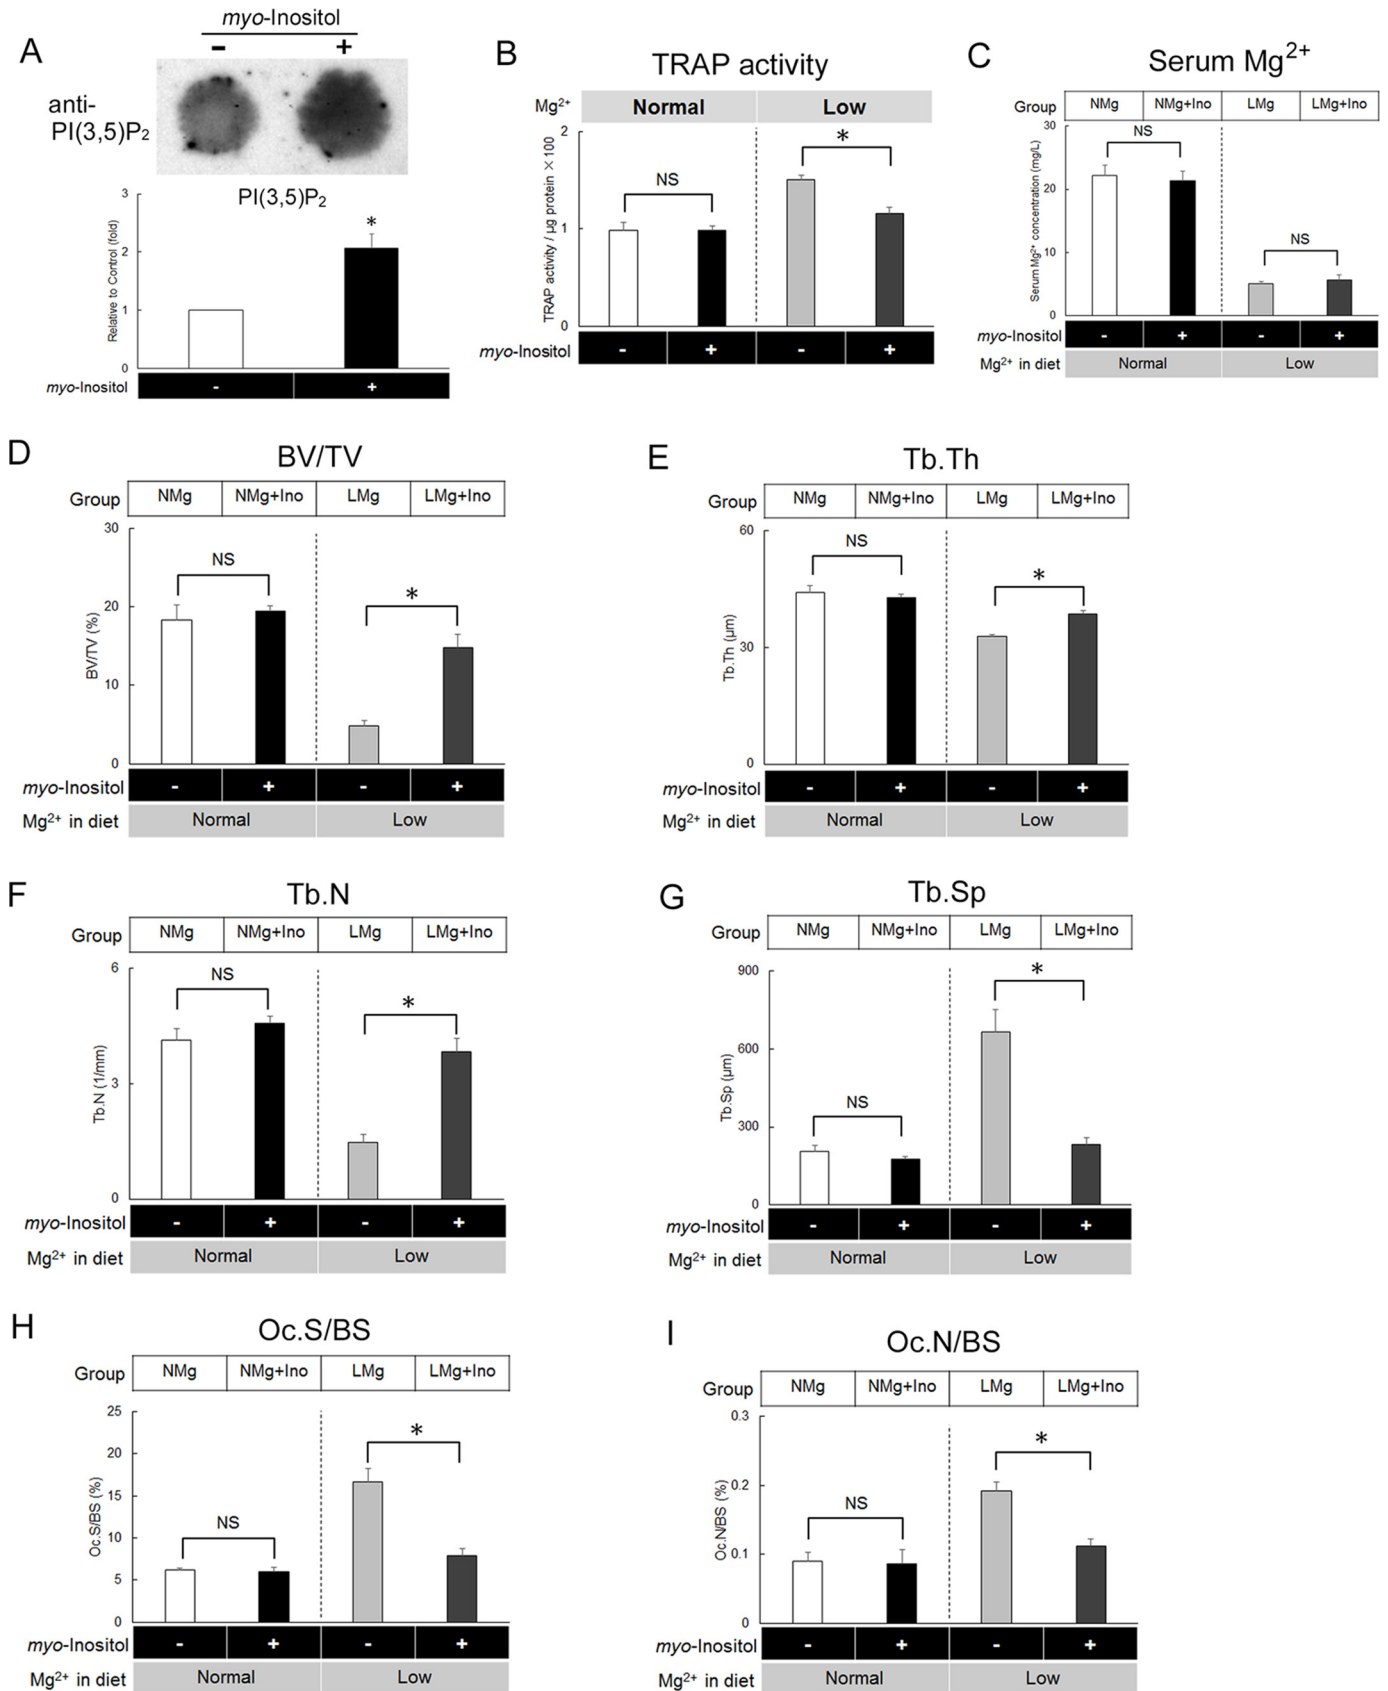 A
myo-Inositol
- +
anti-
PI(3,5)P2
PI(3,5)P2
Relative to Control (fold)
3
2
1
0
*
myo-Inositol - +
B
TRAP activity
Mg2+ Normal Low
TRAP activity / μg protein ×100
2
1
0
NS
*
myo-Inositol - + - +
C
Serum Mg2+
Group NMg NMg+Ino LMg LMg+Ino
Serum Mg2+ concentration (mg/L)
30
20
10
0
NS
NS
myo-Inositol - + - +
Mg2+ in diet Normal Low
D
BV/TV
Group NMg NMg+Ino LMg LMg+Ino
BV/TV (%)
30
20
10
0
NS
*
myo-Inositol - + - +
Mg2+ in diet Normal Low
E
Tb.Th
Group NMg NMg+Ino LMg LMg+Ino
Tb.Th (μm)
60
30
0
NS
*
myo-Inositol - + - +
Mg2+ in diet Normal Low
F
Tb.N
Group NMg NMg+Ino LMg LMg+Ino
Tb.N (1/mm)
6
3
0
NS
*
myo-Inositol - + - +
Mg2+ in diet Normal Low
G
Tb.Sp
Group NMg NMg+Ino LMg LMg+Ino
Tb.Sp (μm)
900
600
300
0
NS
*
myo-Inositol - + - +
Mg2+ in diet Normal Low
H
Oc.S/BS
Group NMg NMg+Ino LMg LMg+Ino
Oc.S/BS (%)
25
20
15
10
5
0
NS
*
myo-Inositol - + - +
Mg2+ in diet Normal Low
I
Oc.N/BS
Group NMg NMg+Ino LMg LMg+Ino
Oc.N/BS (%)
0.3
0.2
0.1
0
NS
*
myo-Inositol - + - +
Mg2+ in diet Normal Low